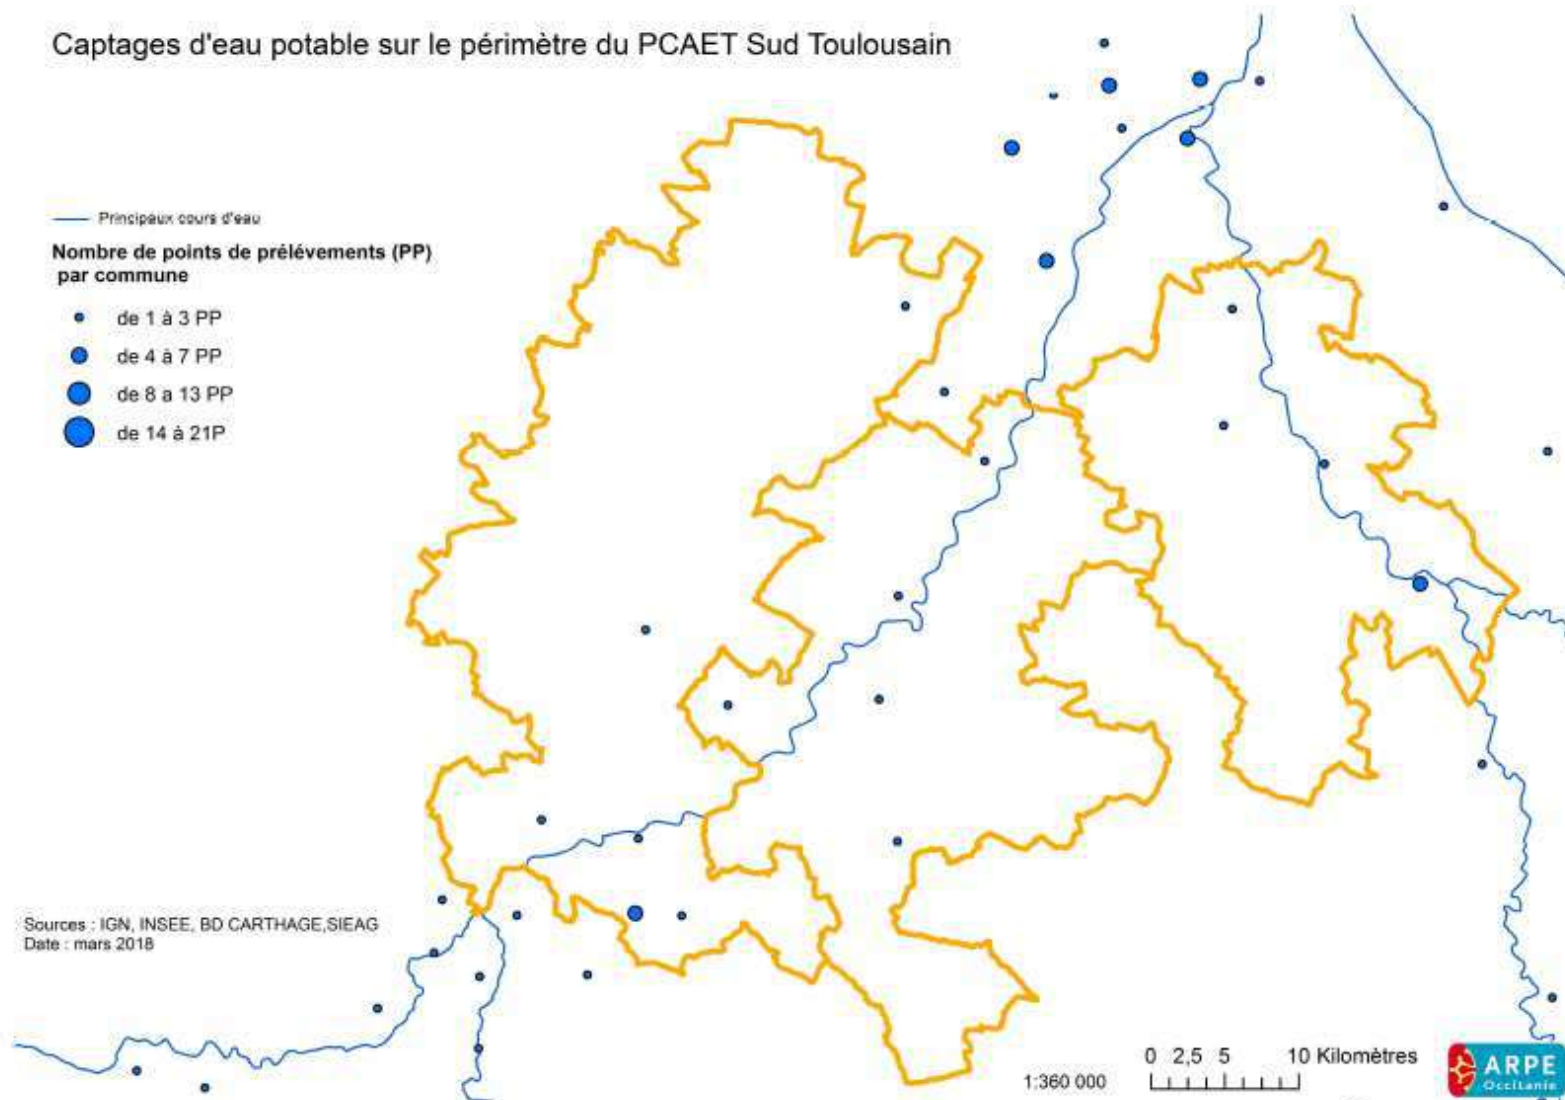 Captages d'eau potable sur le périmètre du PCAET Sud Toulousain
Principaux cours d'eau
Nombre de points de prélévements (PP)
par commune
de 1 à 3 PP
de 4 à 7 PP
de 8 a 13 PP
de 14 à 21P
Sources : IGN, INSEE, BD CARTHAGE,SIEAG
Date : mars 2018
1:360 000
0 2,5 5 10 Kilomètres
ARPE
Occitanie